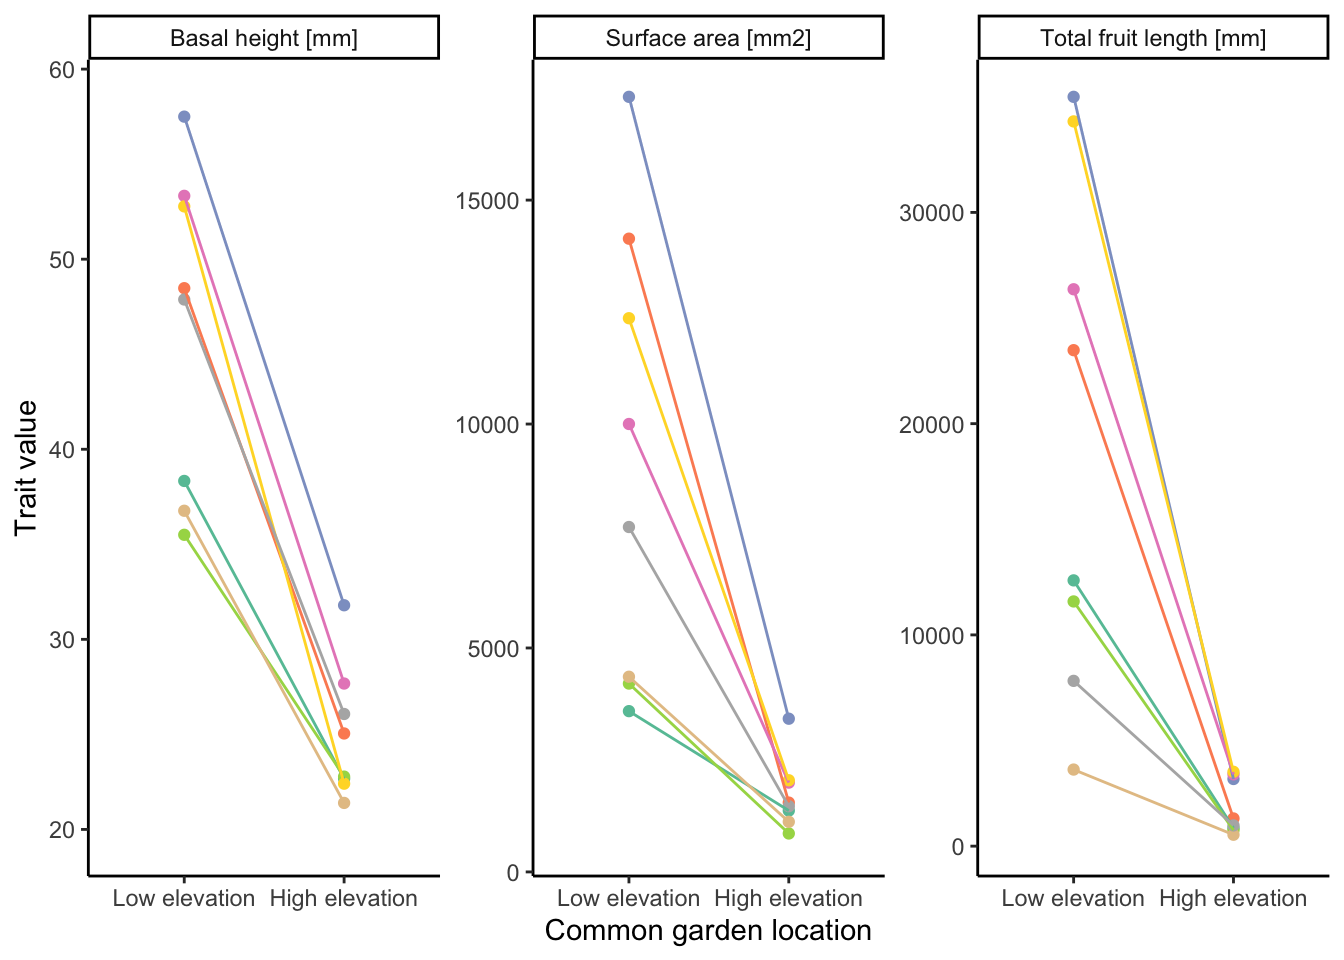 Basal height [mm]
Surface area [mm2]
Total fruit length [mm]
60
50
40
30
20
15000
10000
5000
0
30000
20000
10000
0
Trait value
Low elevation High elevation
Low elevation High elevation
Low elevation High elevation
Common garden location